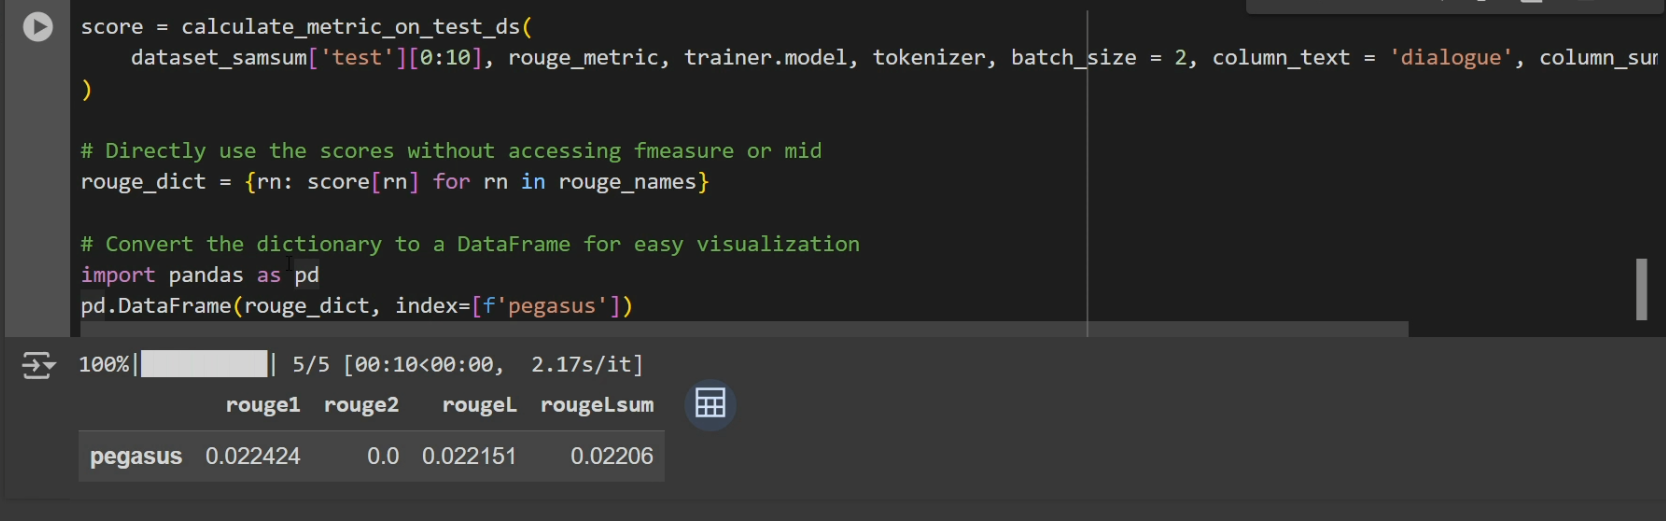 score = calculate_metric_on_test_ds(
    dataset_samsum['test'][0:10], rouge_metric, trainer.model, tokenizer, batch_size = 2, column_text = 'dialogue',
)
# Directly use the scores without accessing fmeasure or mid
rouge_dict = {rn: score[rn] for rn in rouge_names}
# Convert the dictionary to a DataFrame for easy visualization
import pandas as pd
pd.DataFrame(rouge_dict, index=[f'pegasus'])
100%| | 5/5 [00:10<00:00, 2.17s/it]
rouge1 rouge2 rougeL rougeLsum
pegasus 0.022424 0.0 0.022151 0.02206